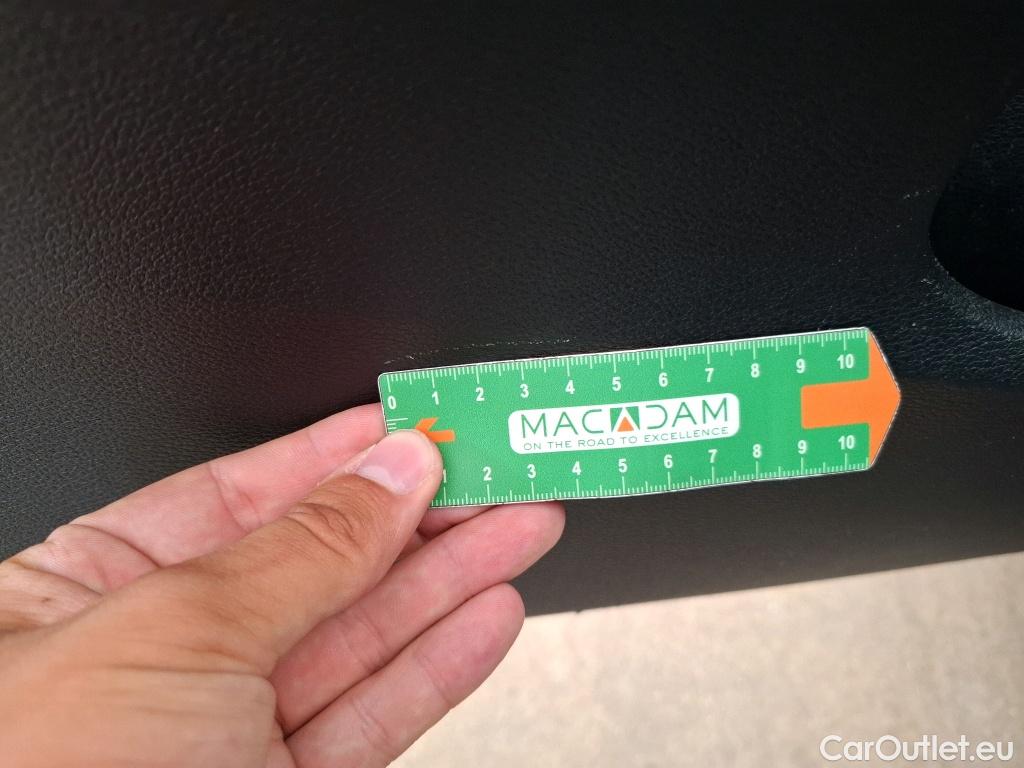 0 1 2 3 4 5 6 7 8 9 10
MACADAM
ON THE ROAD TO EXCELLENCE
1 2 3 4 5 6 7 8 9 10
CarOutlet.eu